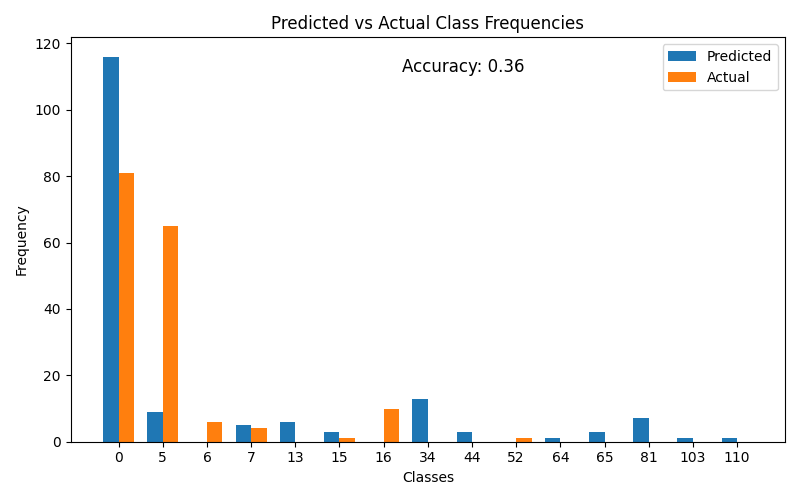 Predicted vs Actual Class Frequencies
120
100
80
60
40
20
0
Frequency
Accuracy: 0.36
Predicted
Actual
0 5 6 7 13 15 16 34 44 52 64 65 81 103 110
Classes